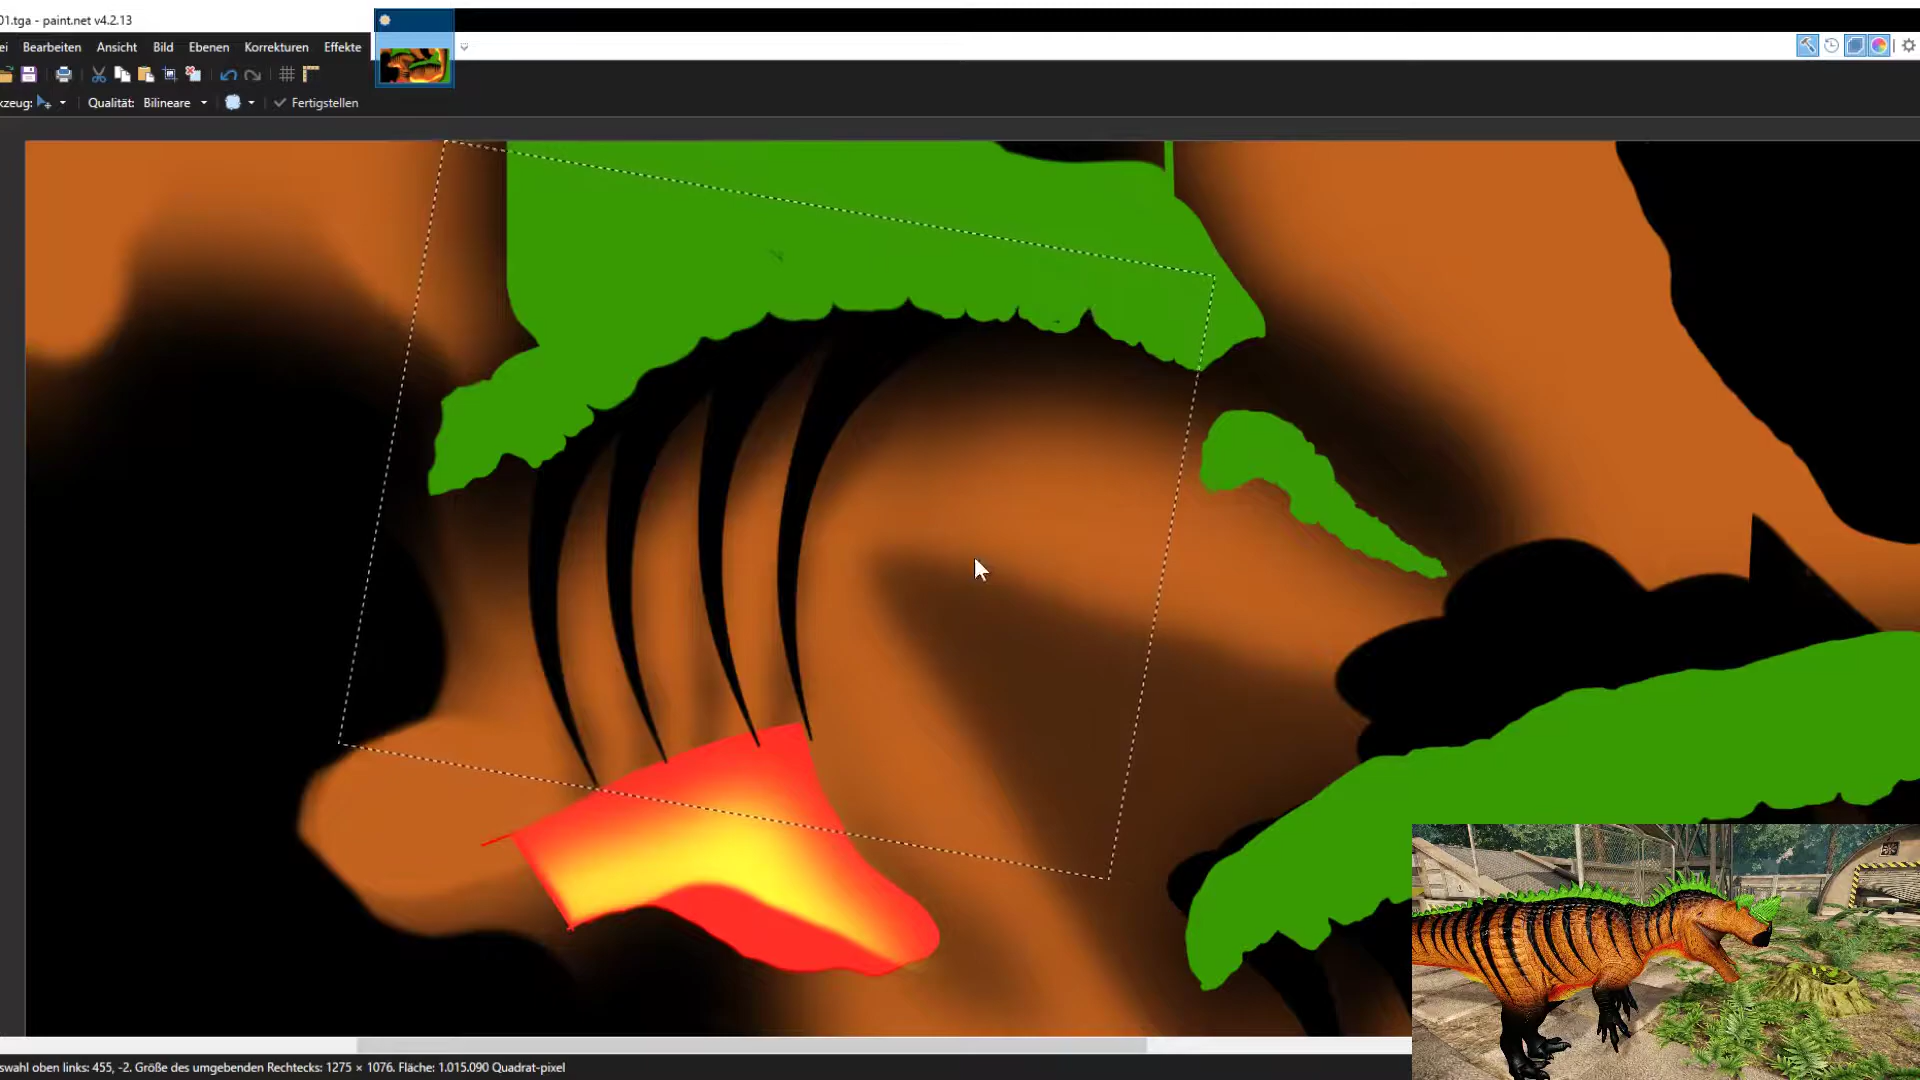 01.tga - paint.net v4.2.13
ei Bearbeiten Ansicht Bild Ebenen Korrekturen Effekte
kzeug: Qualität: Bilineare Fertigstellen
swahl oben links: 455, -2. Größe des umgebenden Rechtecks: 1275 × 1076. Fläche: 1.015.090 Quadrat-pixel